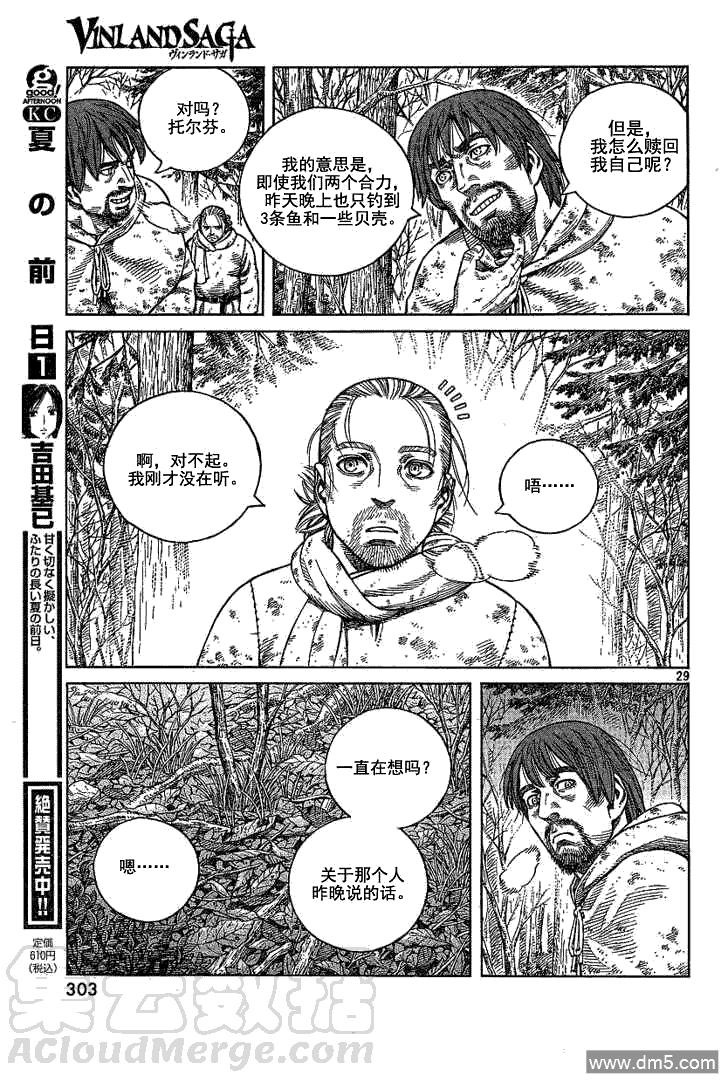 VINLAND SAGA
ヴィンランド・サガ
但是，
我怎么赎回
我自己呢？
我的意思是，
即使我们两个合力，
昨天晚上也只钓到
3条鱼和一些贝壳。
对吗？
托尔芬。
唔……
啊，对不起。
我刚才没在听。
29
一直在想吗？
关于那个人
昨晚说的话。
嗯……
good!
AFTERNOON
KC
夏の前日1
吉田基已
甘く切なく擬かしい、
ふたりの長い夏の前日。
絶賛発売中!!
定価
610円
(税込)
303
集云数据
AcloudMerge.com
www.dm5.com